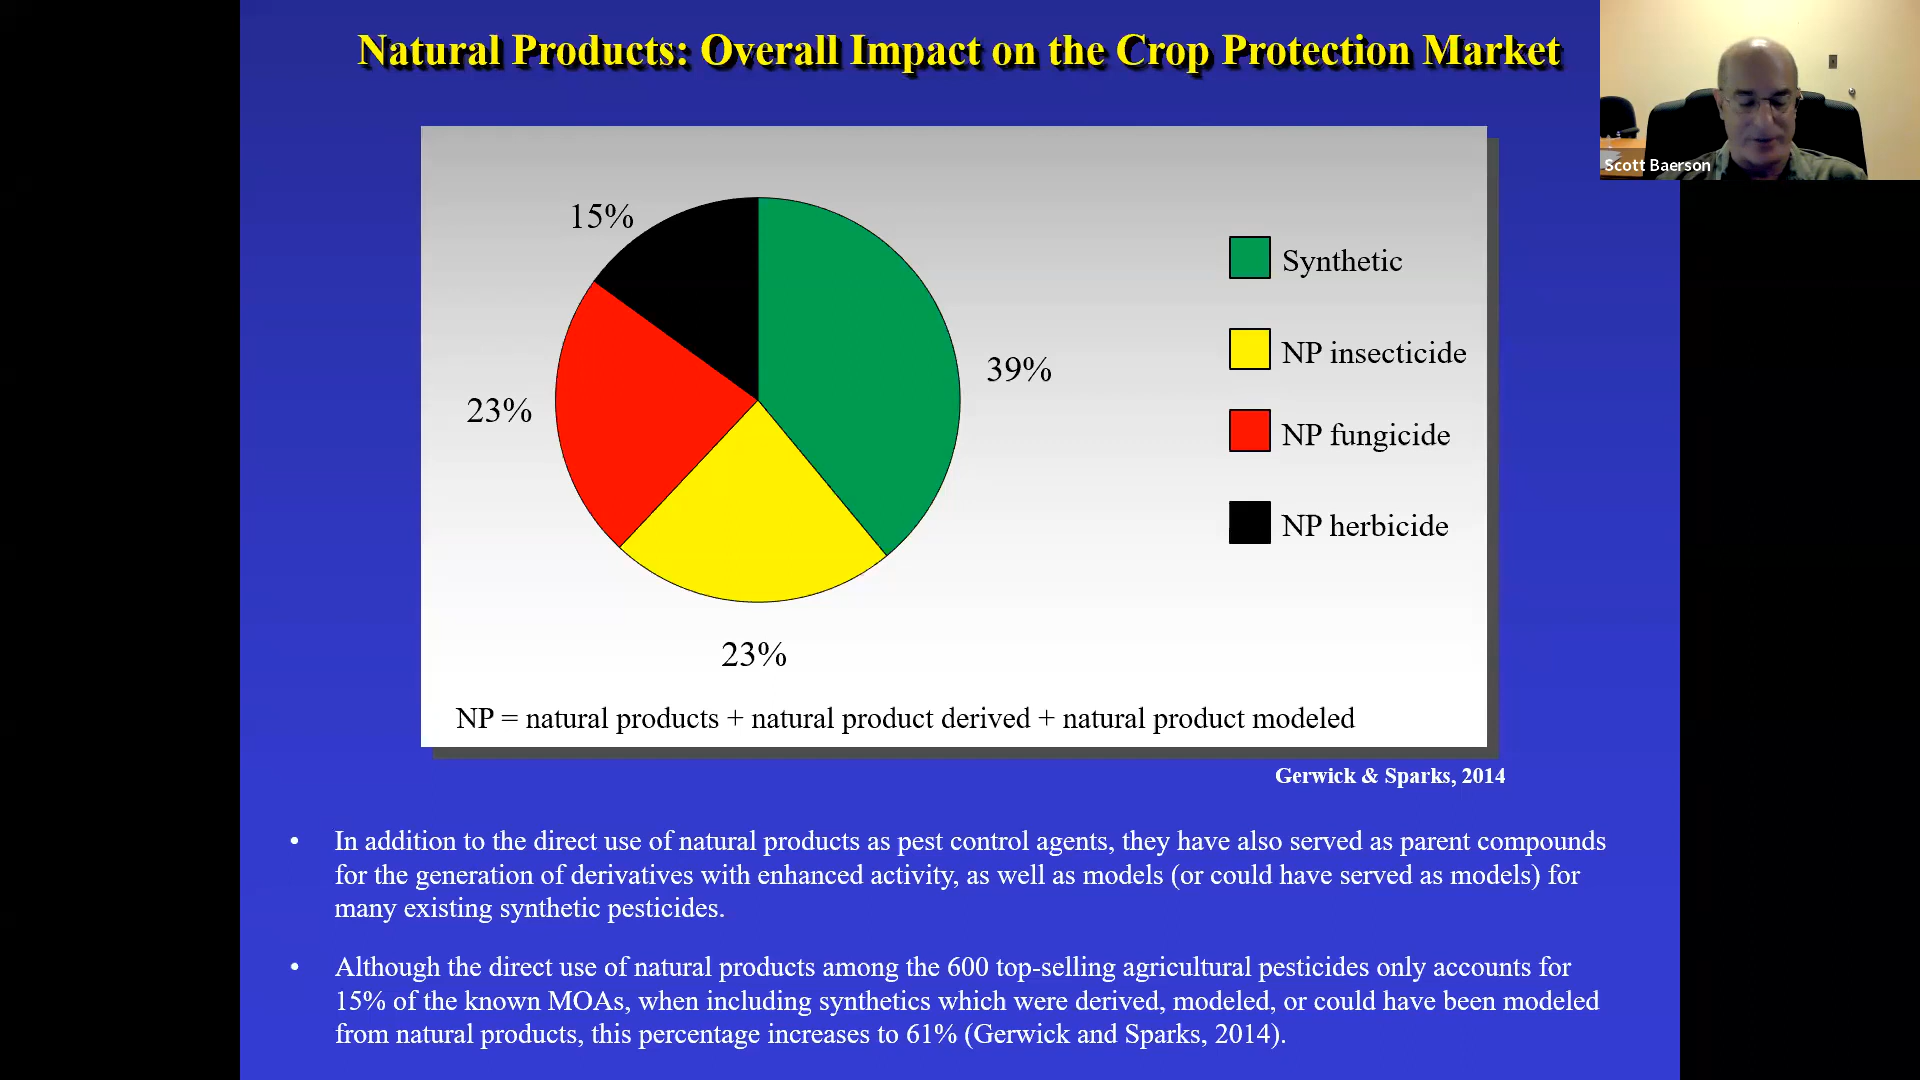 Natural Products: Overall Impact on the Crop Protection Market
Scott Baerson
15%
39%
23%
23%
Synthetic
NP insecticide
NP fungicide
NP herbicide
NP = natural products + natural product derived + natural product modeled
Gerwick & Sparks, 2014
• In addition to the direct use of natural products as pest control agents, they have also served as parent compounds
for the generation of derivatives with enhanced activity, as well as models (or could have served as models) for
many existing synthetic pesticides.
• Although the direct use of natural products among the 600 top-selling agricultural pesticides only accounts for
15% of the known MOAs, when including synthetics which were derived, modeled, or could have been modeled
from natural products, this percentage increases to 61% (Gerwick and Sparks, 2014).